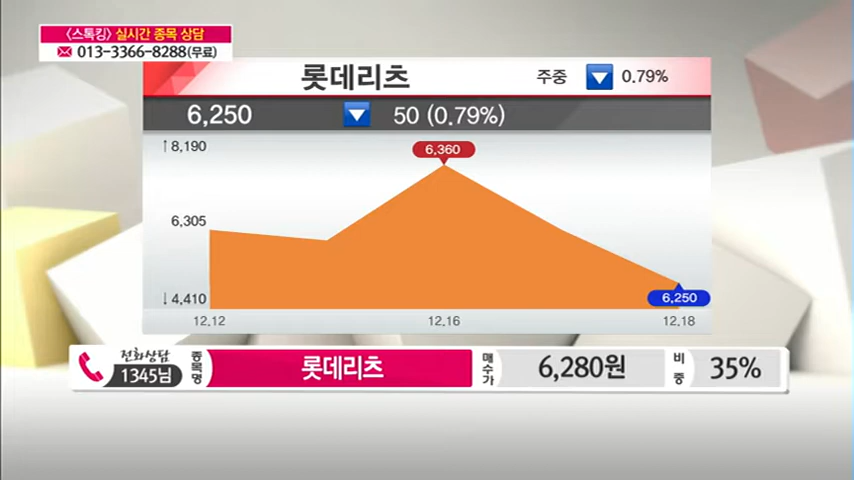 〈스톡킹〉 실시간 종목 상담
013-3366-8288(무료)
롯데리츠 주중 ▼ 0.79%
6,250 ▼ 50 (0.79%)
↑8,190
6,360
6,305
↓4,410
6,250
12.12 12.16 12.18
전화상담
1345님
종목명
롯데리츠
매수가
6,280원
비중
35%